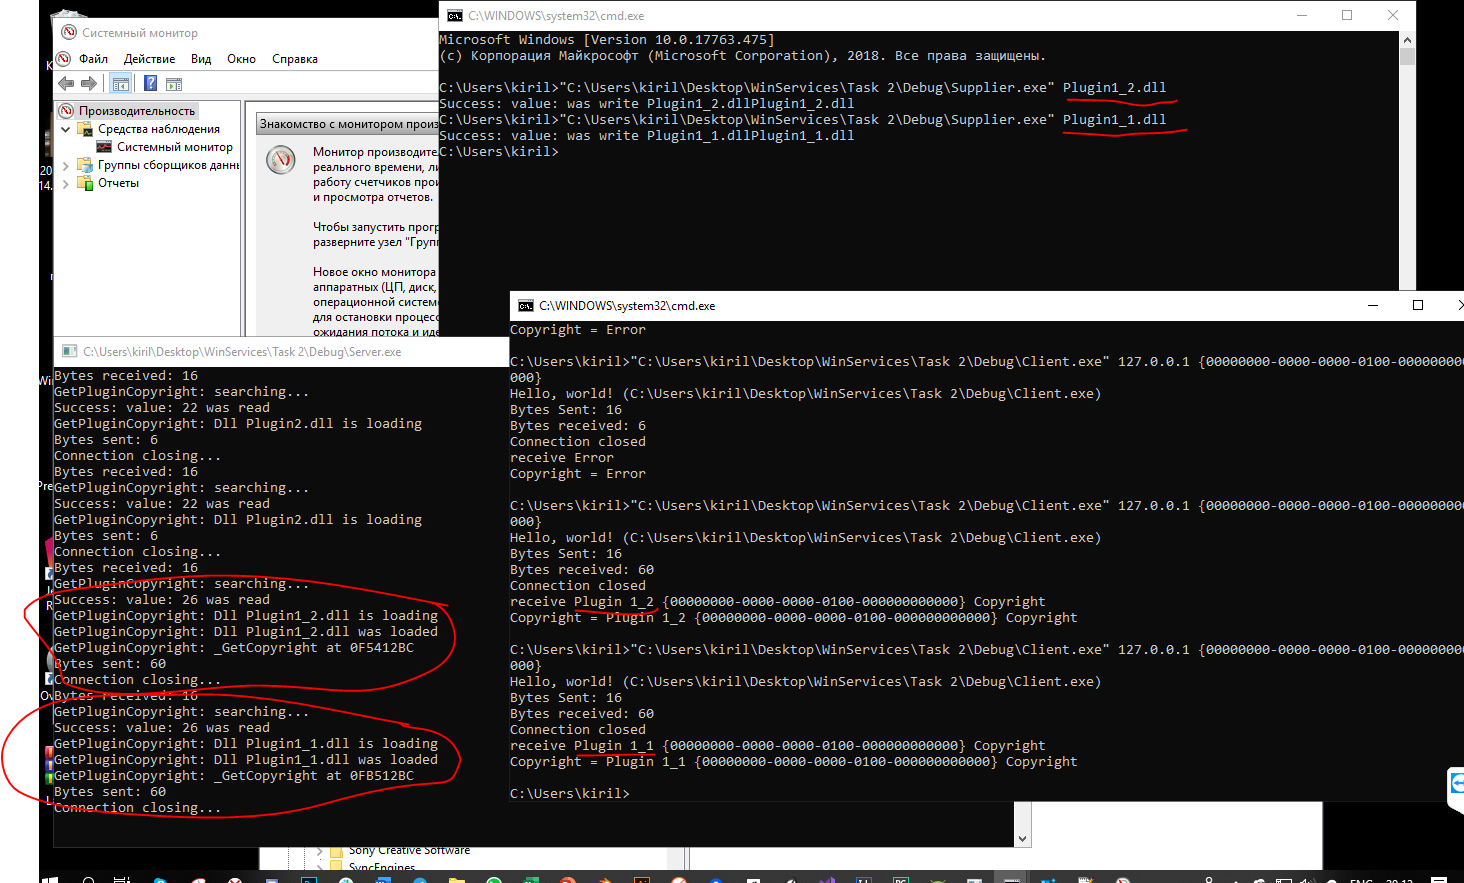 Системный монитор
Файл Действие Вид Окно Справка
Производительность
Средства наблюдения
Системный монитор
Группы сборщиков данны
Отчеты
Знакомство с монитором произ
Монитор производите
реального времени, ли
работу счетчиков прои
и просмотра отчетов.
Чтобы запустить прогр
разверните узел "Групп
Новое окно монитора
аппаратных (ЦП, диск,
операционной системе
для остановки процесс
ожидания потока и иде
C:\WINDOWS\system32\cmd.exe
Microsoft Windows [Version 10.0.17763.475]
(c) Корпорация Майкрософт (Microsoft Corporation), 2018. Все права защищены.
C:\Users\kiril>"C:\Users\kiril\Desktop\WinServices\Task 2\Debug\Supplier.exe" Plugin1_2.dll
Success: value: was write Plugin1_2.dllPlugin1_2.dll
C:\Users\kiril>"C:\Users\kiril\Desktop\WinServices\Task 2\Debug\Supplier.exe" Plugin1_1.dll
Success: value: was write Plugin1_1.dllPlugin1_1.dll
C:\Users\kiril>
C:\Users\kiril\Desktop\WinServices\Task 2\Debug\Server.exe
Bytes received: 16
GetPluginCopyright: searching...
Success: value: 22 was read
GetPluginCopyright: Dll Plugin2.dll is loading
Bytes sent: 6
Connection closing...
Bytes received: 16
GetPluginCopyright: searching...
Success: value: 22 was read
GetPluginCopyright: Dll Plugin2.dll is loading
Bytes sent: 6
Connection closing...
Bytes received: 16
GetPluginCopyright: searching...
Success: value: 26 was read
GetPluginCopyright: Dll Plugin1_2.dll is loading
GetPluginCopyright: Dll Plugin1_2.dll was loaded
GetPluginCopyright: _GetCopyright at 0F5412BC
Bytes sent: 60
Connection closing...
Bytes received: 16
GetPluginCopyright: searching...
Success: value: 26 was read
GetPluginCopyright: Dll Plugin1_1.dll is loading
GetPluginCopyright: Dll Plugin1_1.dll was loaded
GetPluginCopyright: _GetCopyright at 0FB512BC
Bytes sent: 60
Connection closing...
C:\WINDOWS\system32\cmd.exe
Copyright = Error
C:\Users\kiril>"C:\Users\kiril\Desktop\WinServices\Task 2\Debug\Client.exe" 127.0.0.1 {00000000-0000-0000-0100-000000000
000}
Hello, world! (C:\Users\kiril\Desktop\WinServices\Task 2\Debug\Client.exe)
Bytes Sent: 16
Bytes received: 6
Connection closed
receive Error
Copyright = Error
C:\Users\kiril>"C:\Users\kiril\Desktop\WinServices\Task 2\Debug\Client.exe" 127.0.0.1 {00000000-0000-0000-0100-000000000
000}
Hello, world! (C:\Users\kiril\Desktop\WinServices\Task 2\Debug\Client.exe)
Bytes Sent: 16
Bytes received: 60
Connection closed
receive Plugin 1_2 {00000000-0000-0000-0100-000000000000} Copyright
Copyright = Plugin 1_2 {00000000-0000-0000-0100-000000000000} Copyright
C:\Users\kiril>"C:\Users\kiril\Desktop\WinServices\Task 2\Debug\Client.exe" 127.0.0.1 {00000000-0000-0000-0100-000000000
000}
Hello, world! (C:\Users\kiril\Desktop\WinServices\Task 2\Debug\Client.exe)
Bytes Sent: 16
Bytes received: 60
Connection closed
receive Plugin 1_1 {00000000-0000-0000-0100-000000000000} Copyright
Copyright = Plugin 1_1 {00000000-0000-0000-0100-000000000000} Copyright
C:\Users\kiril>
Sony Creative Software
SyncEngines